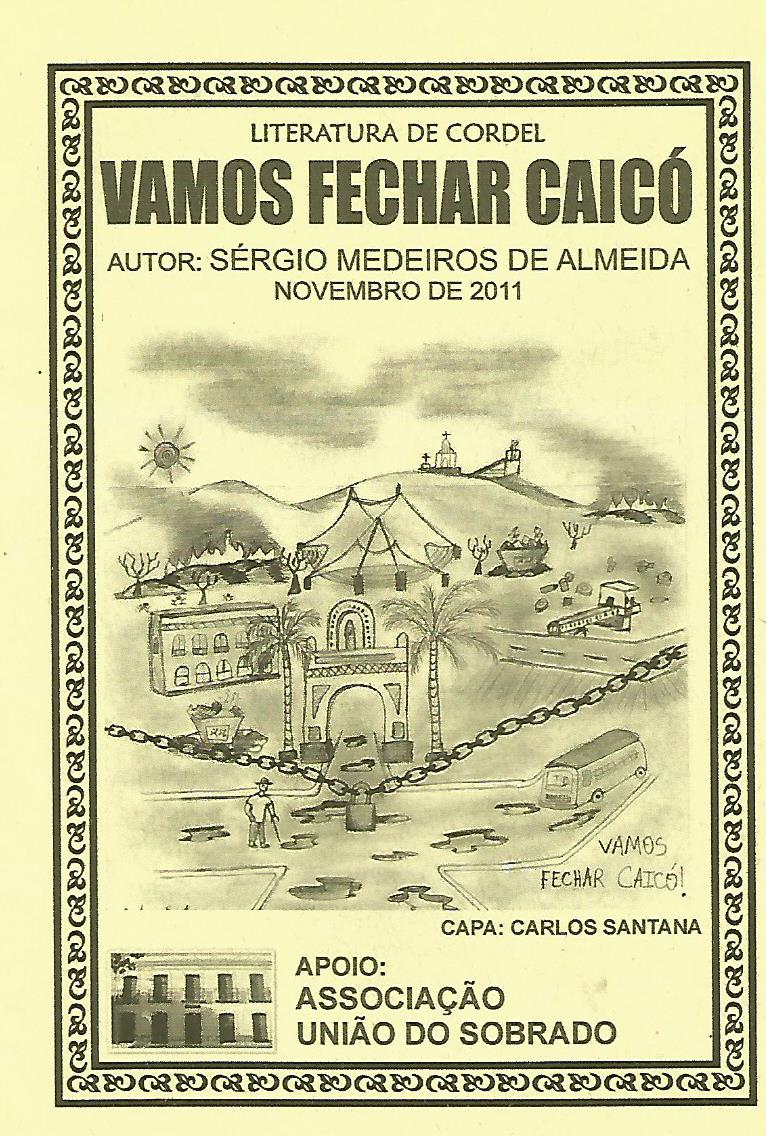 LITERATURA DE CORDEL
VAMOS FECHAR CAICÓ
AUTOR: SÉRGIO MEDEIROS DE ALMEIDA
NOVEMBRO DE 2011
VAMOS
FECHAR CAICÓ!
CAPA: CARLOS SANTANA
APOIO:
ASSOCIAÇÃO
UNIÃO DO SOBRADO